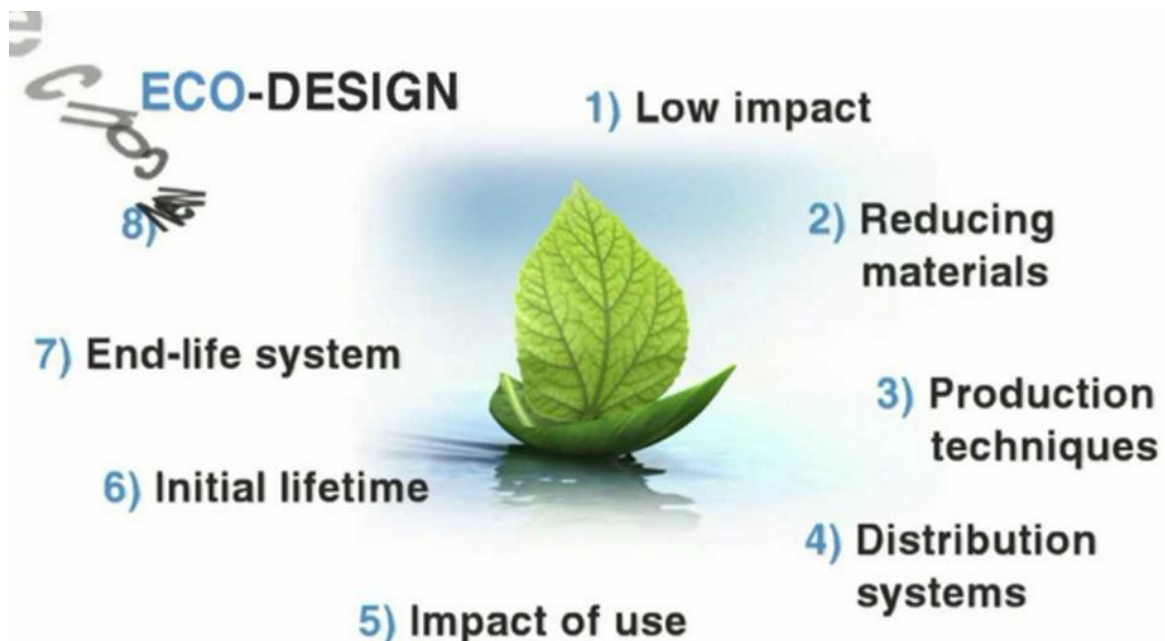 ECO-DESIGN
1) Low impact
2) Reducing
materials
3) Production
techniques
4) Distribution
systems
5) Impact of use
6) Initial lifetime
7) End-life system
8)